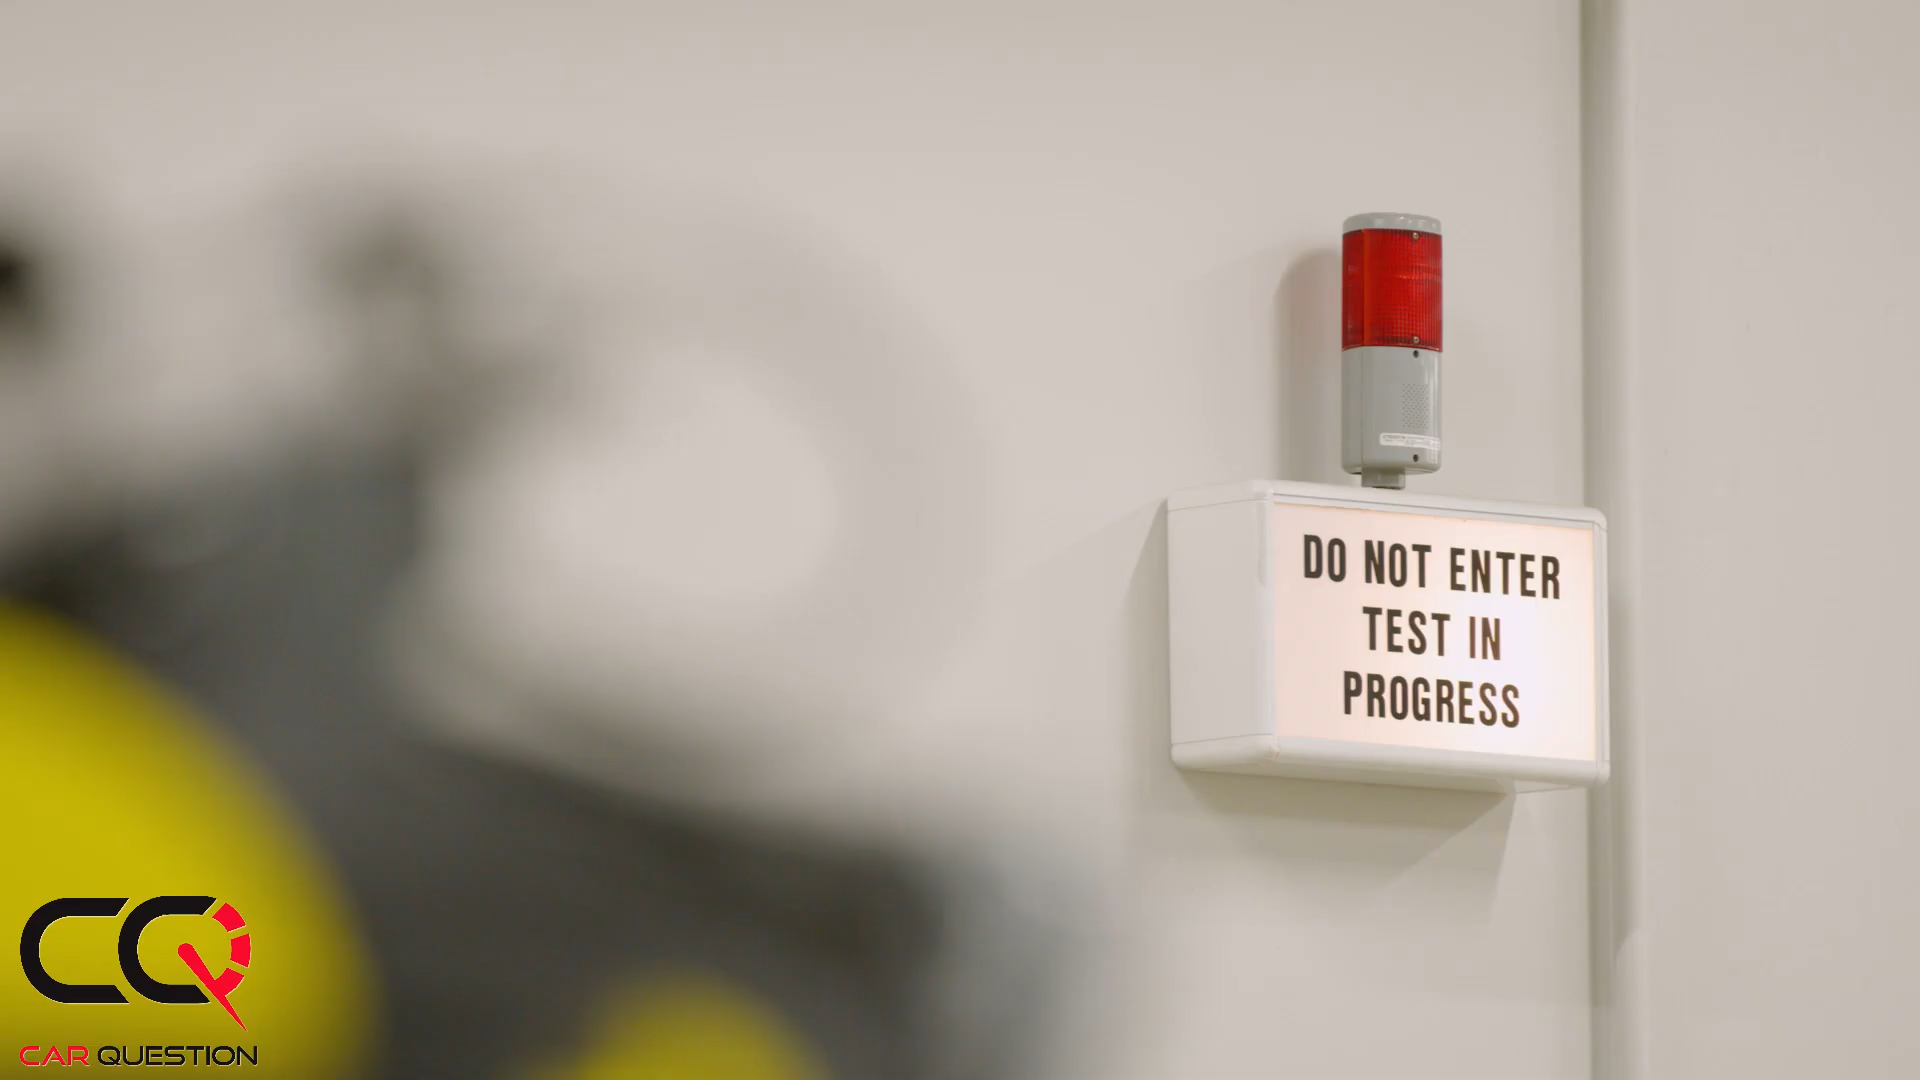 DO NOT ENTER
TEST IN
PROGRESS
CQ
CAR QUESTION